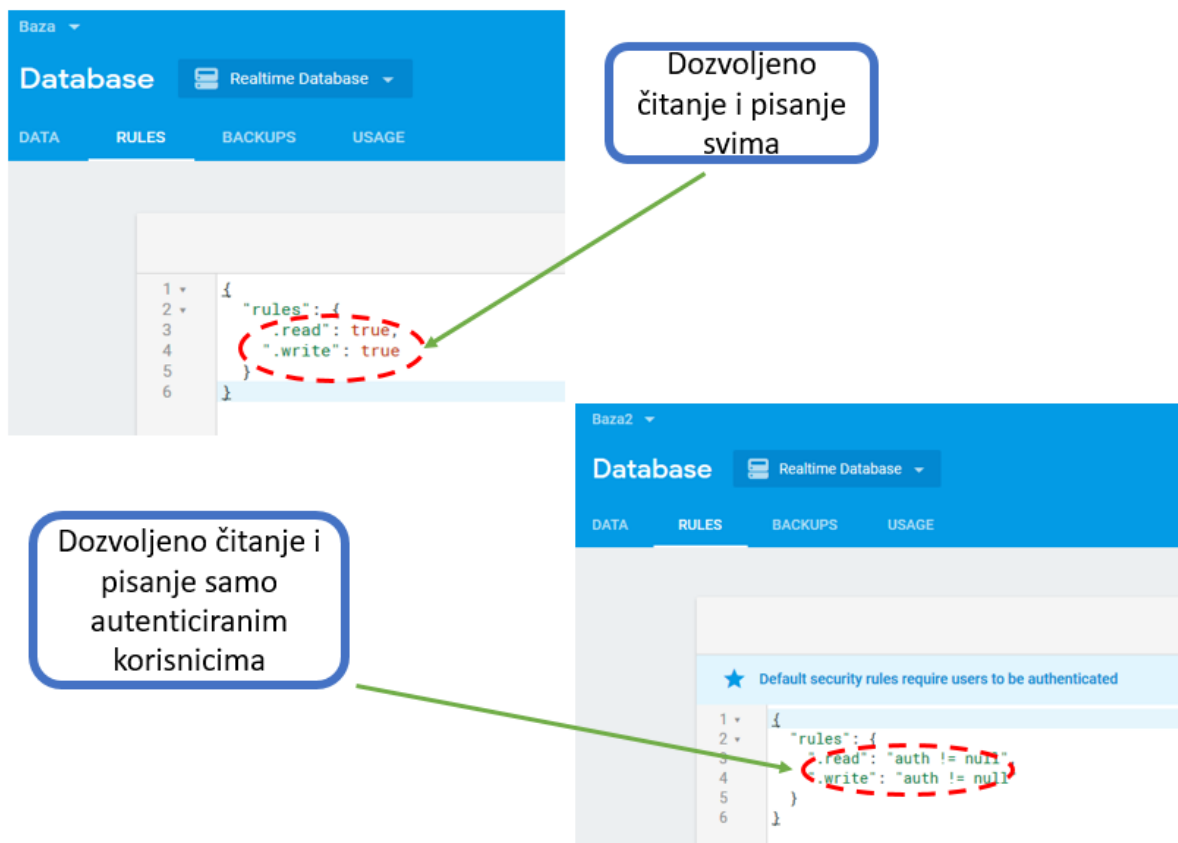 Baza
Database Realtime Database
DATA RULES BACKUPS USAGE
1 {
2 "rules": {
3 ".read": true,
4 ".write": true
5 }
6 }
Dozvoljeno
čitanje i pisanje
svima
Dozvoljeno čitanje i
pisanje samo
autenticiranim
korisnicima
Baza2
Database Realtime Database
DATA RULES BACKUPS USAGE
Default security rules require users to be authenticated
1 {
2 "rules": {
3 ".read": "auth != null",
4 ".write": "auth != null
5 }
6 }